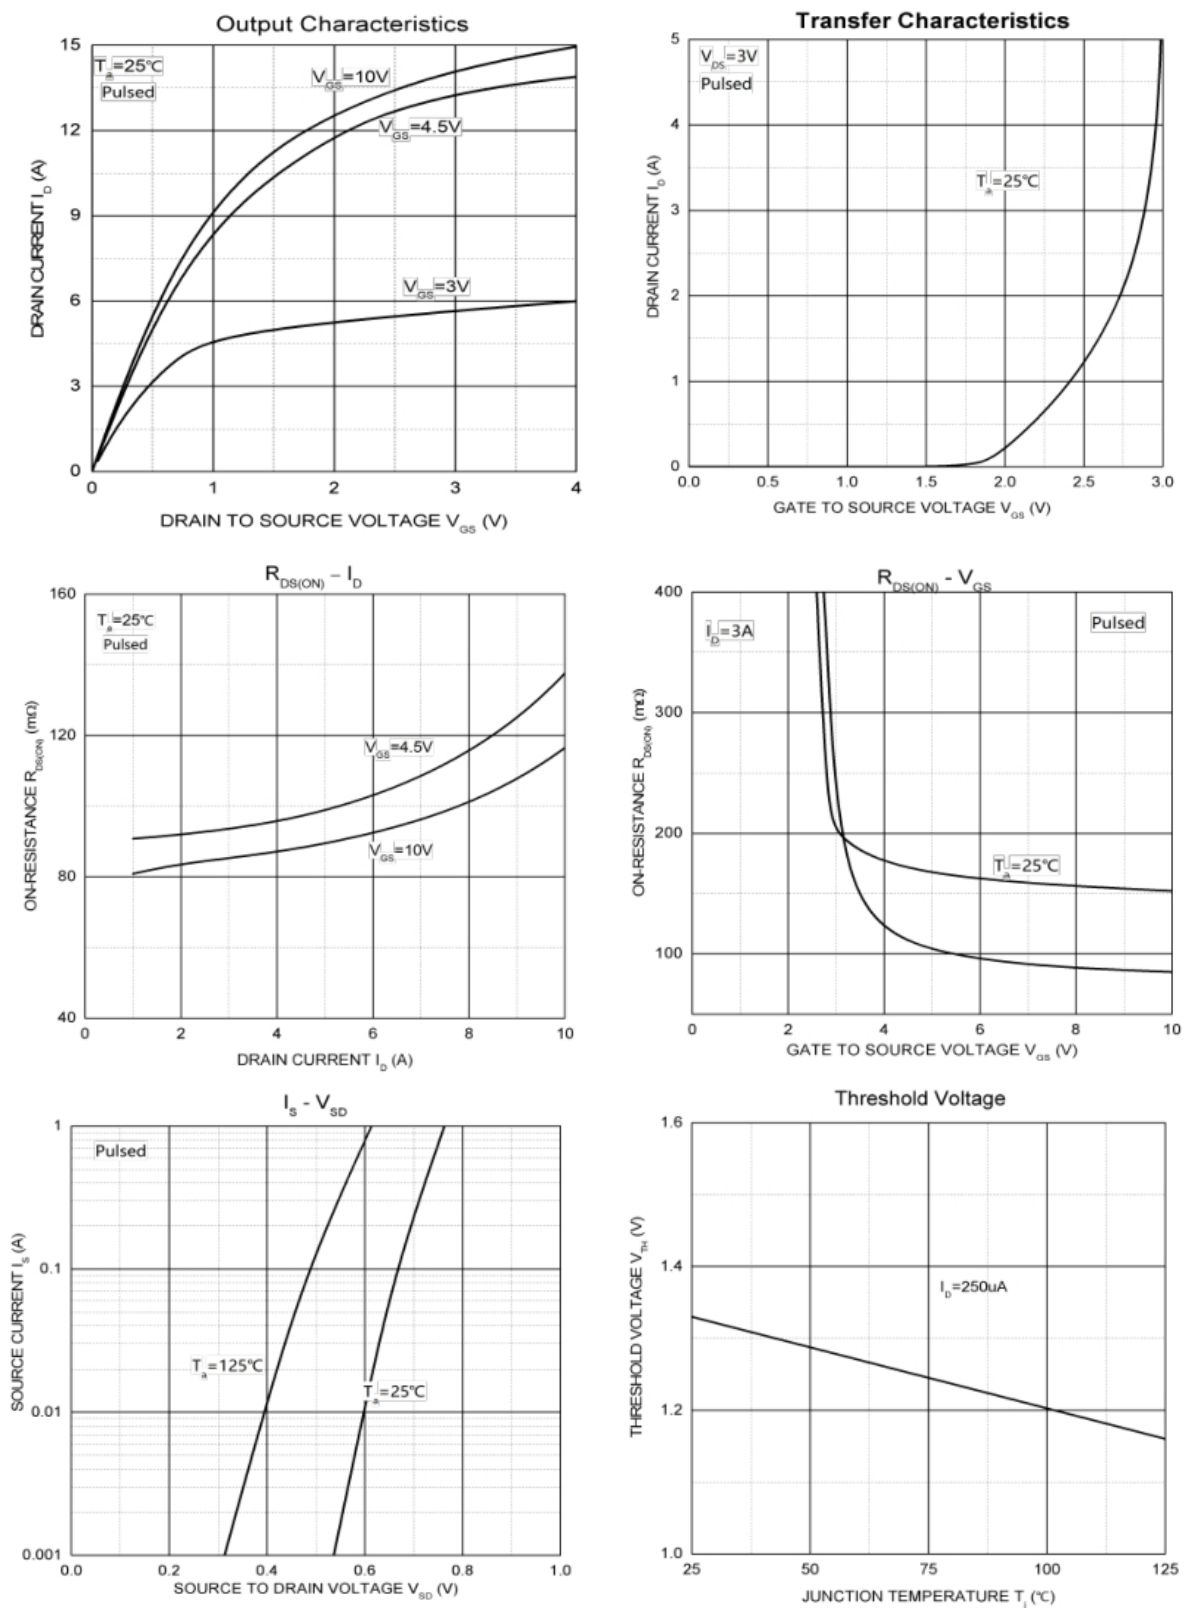 Output Characteristics
15
12
9
6
3
0
Ta=25℃
Pulsed
VGS=10V
VGS=4.5V
VGS=3V
0 1 2 3 4
DRAIN CURRENT ID (A)
DRAIN TO SOURCE VOLTAGE VGS (V)
Transfer Characteristics
5
4
3
2
1
0
VDS=3V
Pulsed
Ta=25℃
0.0 0.5 1.0 1.5 2.0 2.5 3.0
DRAIN CURRENT ID (A)
GATE TO SOURCE VOLTAGE VGS (V)
RDS(ON) – ID
160
120
80
40
Ta=25℃
Pulsed
VGS=4.5V
VGS=10V
0 2 4 6 8 10
ON-RESISTANCE RDS(ON) (mΩ)
DRAIN CURRENT ID (A)
RDS(ON) - VGS
400
300
200
100
ID=3A
Pulsed
Ta=25℃
0 2 4 6 8 10
ON-RESISTANCE RDS(ON) (mΩ)
GATE TO SOURCE VOLTAGE VGS (V)
IS - VSD
1
0.1
0.01
0.001
Pulsed
Ta=125℃
Ta=25℃
0.0 0.2 0.4 0.6 0.8 1.0
SOURCE CURRENT IS (A)
SOURCE TO DRAIN VOLTAGE VSD (V)
Threshold Voltage
1.6
1.4
1.2
1.0
ID=250uA
25 50 75 100 125
THRESHOLD VOLTAGE VTH (V)
JUNCTION TEMPERATURE Tj (℃)